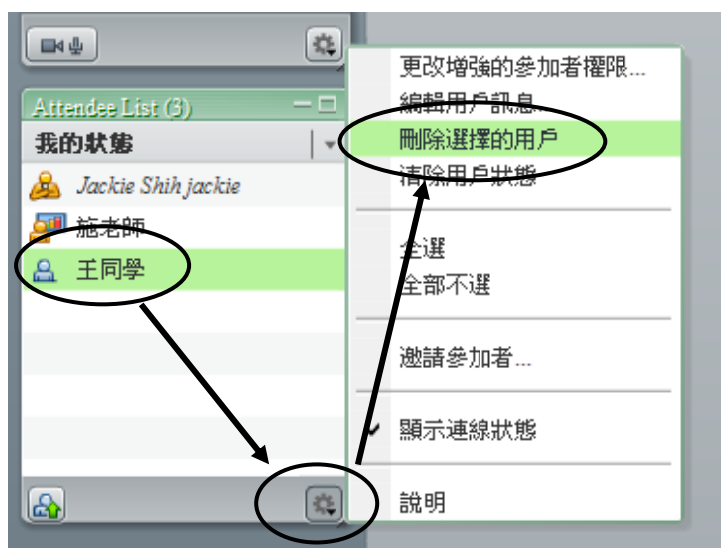 Attendee List (3)
我的狀態
Jackie Shih jackie
施老師
王同學
更改增強的參加者權限...
編輯用戶訊息...
刪除選擇的用戶
清除用戶狀態
全選
全部不選
邀請參加者...
顯示連線狀態
說明